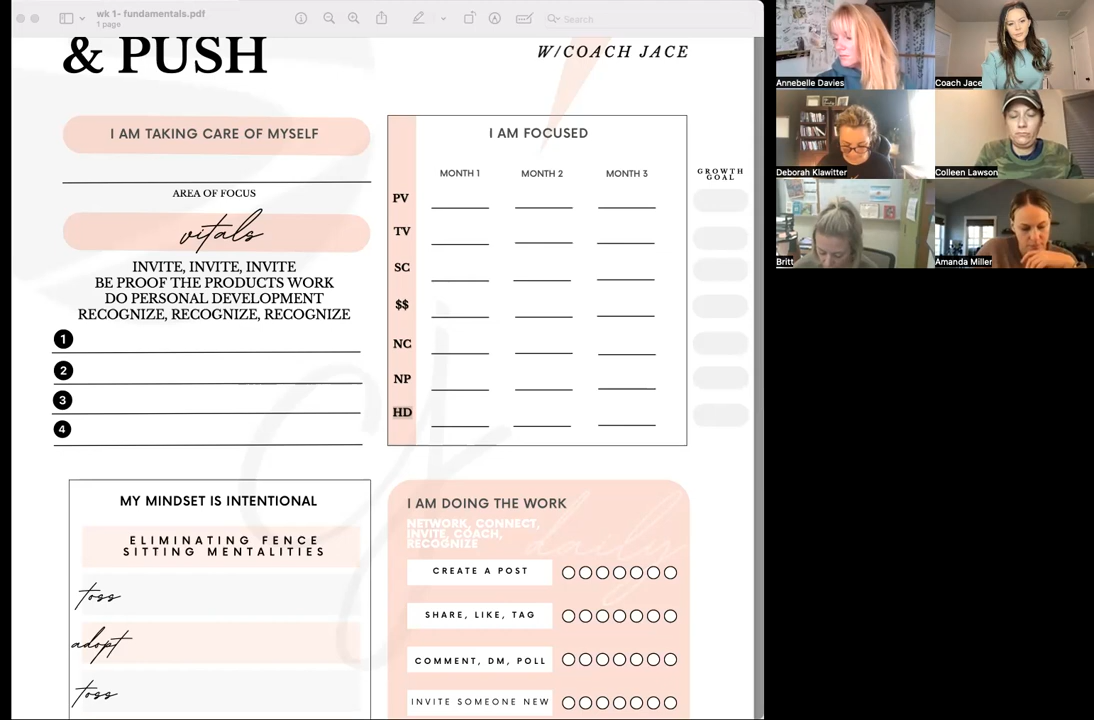 wk 1- fundamentals.pdf
1 page
Search
& PUSH
W/COACH JACE
I AM TAKING CARE OF MYSELF
AREA OF FOCUS
vitals
INVITE, INVITE, INVITE
BE PROOF THE PRODUCTS WORK
DO PERSONAL DEVELOPMENT
RECOGNIZE, RECOGNIZE, RECOGNIZE
1
2
3
4
I AM FOCUSED
MONTH 1 MONTH 2 MONTH 3
GROWTH
GOAL
PV
TV
SC
$$
NC
NP
HD
MY MINDSET IS INTENTIONAL
ELIMINATING FENCE
SITTING MENTALITIES
toss
adopt
toss
I AM DOING THE WORK
NETWORK, CONNECT,
INVITE, COACH,
RECOGNIZE
daily
CREATE A POST
SHARE, LIKE, TAG
COMMENT, DM, POLL
INVITE SOMEONE NEW
Annebelle Davies
Coach Jace
Deborah Klawitter
Colleen Lawson
Britt
Amanda Miller